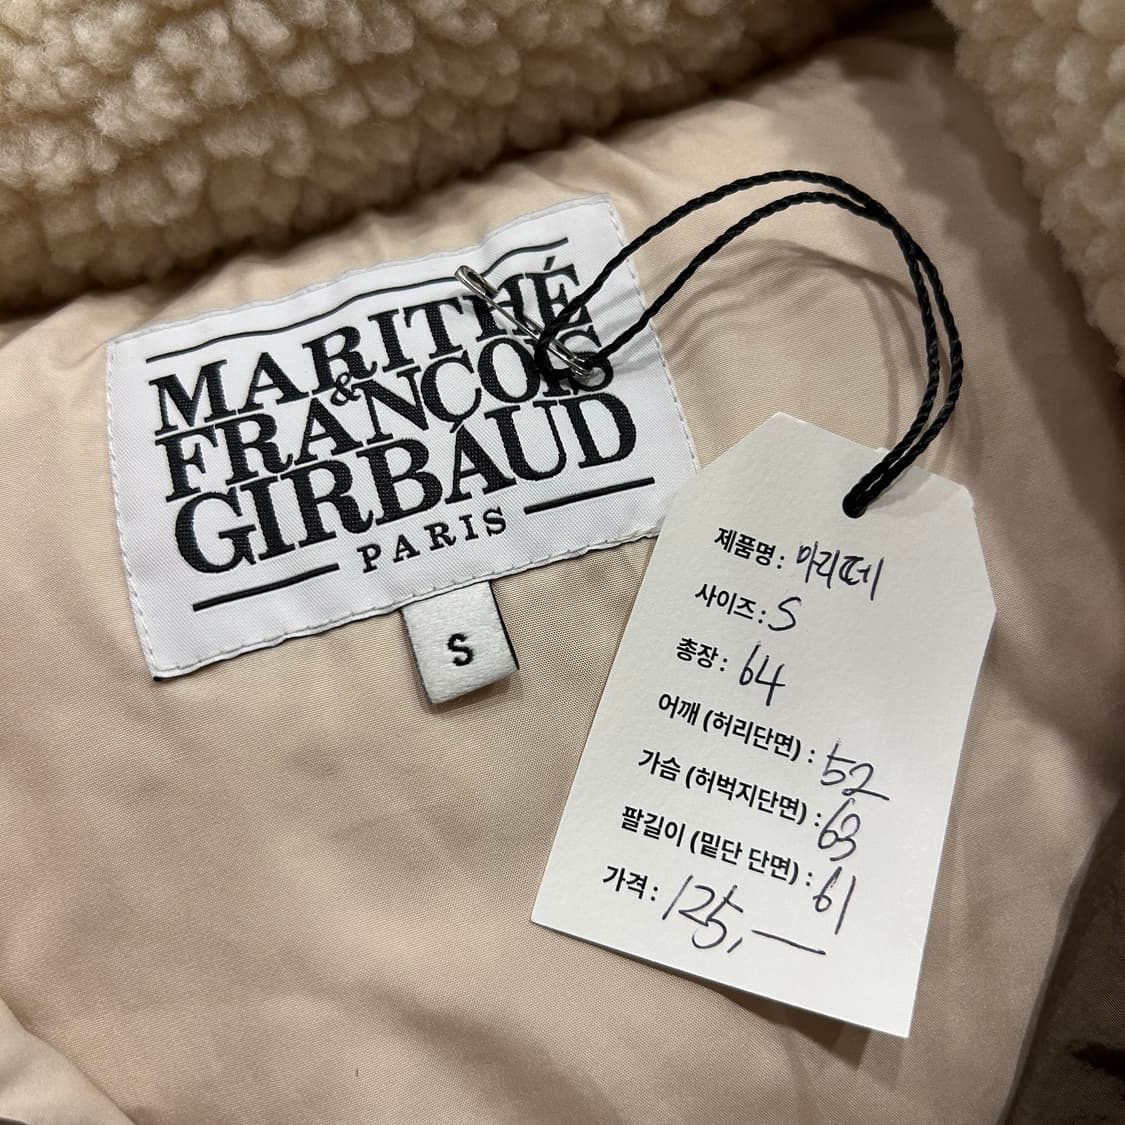 MARITHÉ
&
FRANÇOIS
GIRBAUD
PARIS
S
제품명: 마리떼
사이즈: S
총장: 64
어깨 (허리단면) : 52
가슴 (허벅지단면) : 63
팔길이 (밑단 단면) : 61
가격: 125,—